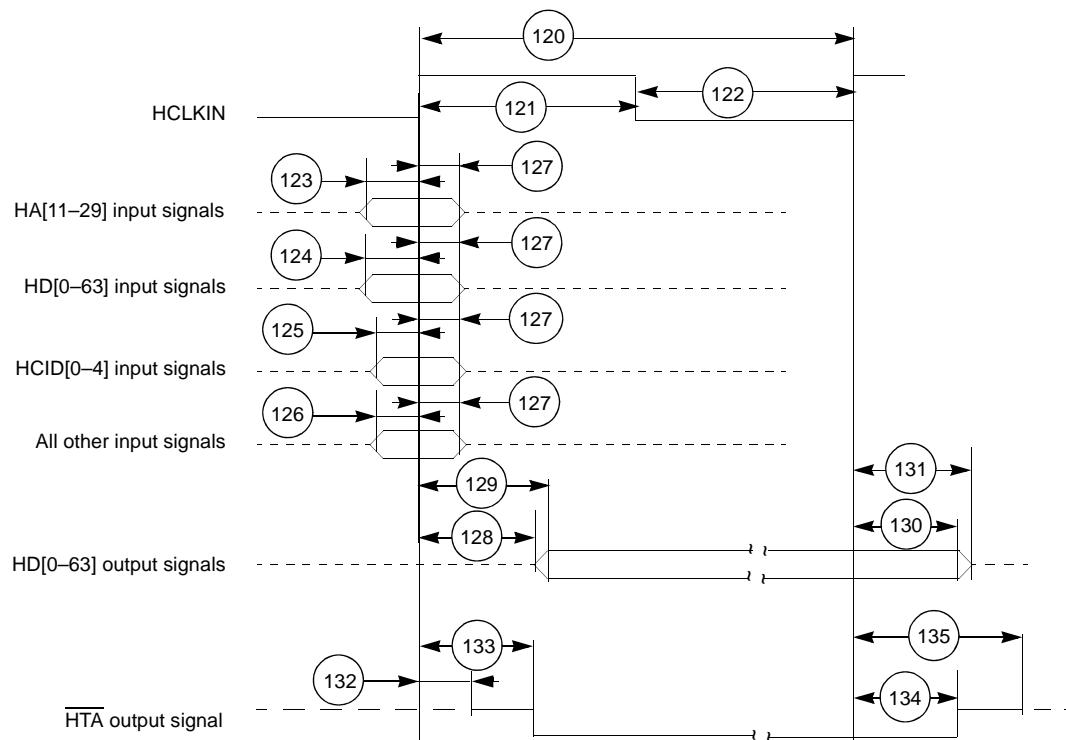 120
HCLKIN
121
122
123
127
HA[11–29] input signals
124
127
HD[0–63] input signals
125
127
HCID[0–4] input signals
126
127
All other input signals
129
131
128
130
HD[0–63] output signals
133
135
132
134
HTA output signal